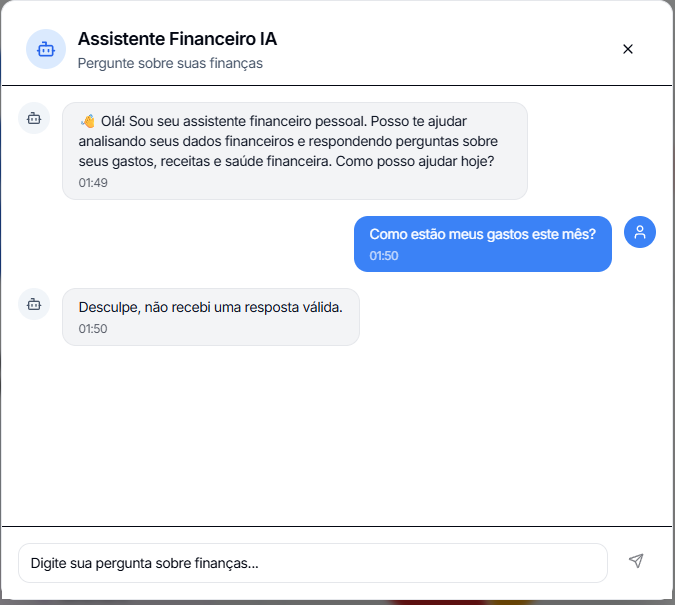 Assistente Financeiro IA
Pergunte sobre suas finanças
👋 Olá! Sou seu assistente financeiro pessoal. Posso te ajudar
analisando seus dados financeiros e respondendo perguntas sobre
seus gastos, receitas e saúde financeira. Como posso ajudar hoje?
01:49
Como estão meus gastos este mês?
01:50
Desculpe, não recebi uma resposta válida.
01:50
Digite sua pergunta sobre finanças...